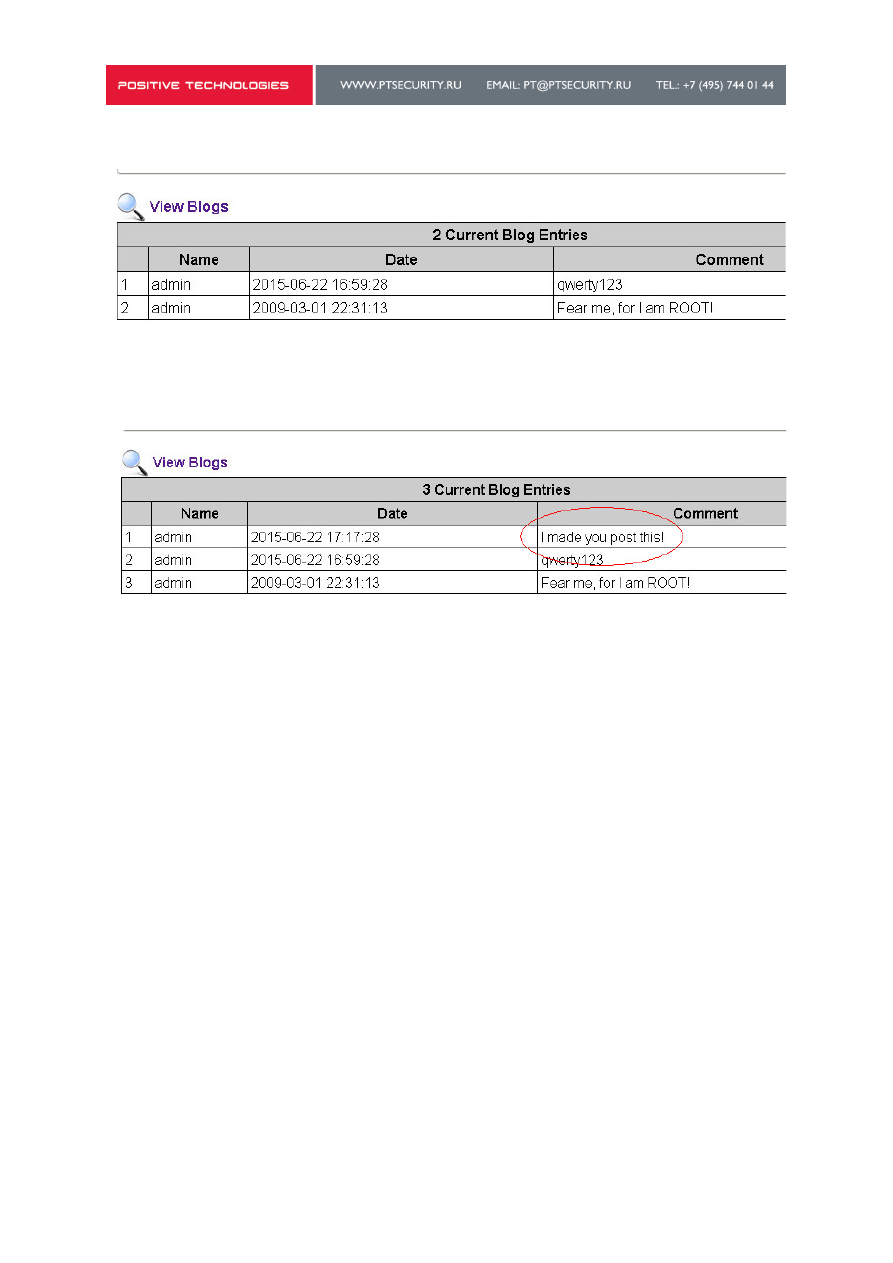 POSITIVE TECHNOLOGIES WWW.PTSECURITY.RU EMAIL: PT@PTSECURITY.RU TEL.: +7 (495) 744 01 44
View Blogs
2 Current Blog Entries
Name Date Comment
1 admin 2015-06-22 16:59:28 qwerty123
2 admin 2009-03-01 22:31:13 Fear me, for I am ROOT!
View Blogs
3 Current Blog Entries
Name Date Comment
1 admin 2015-06-22 17:17:28 I made you post this!
2 admin 2015-06-22 16:59:28 qwerty123
3 admin 2009-03-01 22:31:13 Fear me, for I am ROOT!